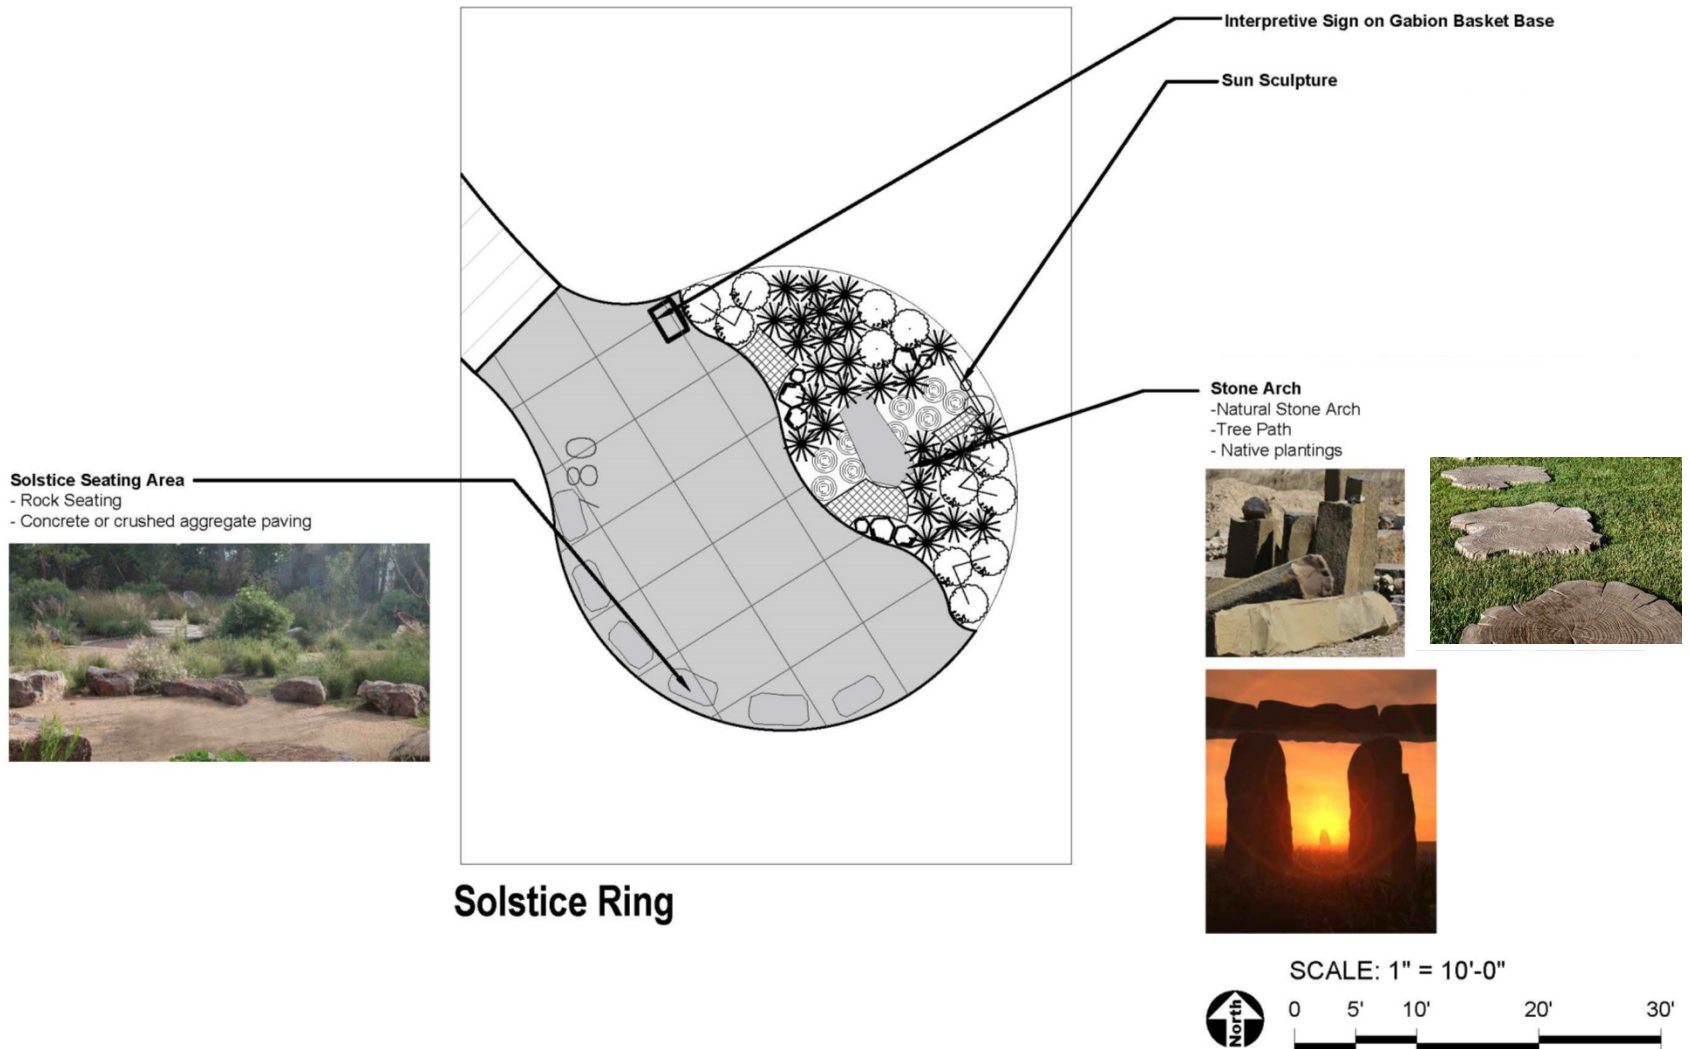 Interpretive Sign on Gabion Basket Base
Sun Sculpture
Stone Arch
-Natural Stone Arch
-Tree Path
- Native plantings
780
Solstice Seating Area
- Rock Seating
- Concrete or crushed aggregate paving
Solstice Ring
SCALE: 1" = 10'-0"
North
0 5' 10' 20' 30'